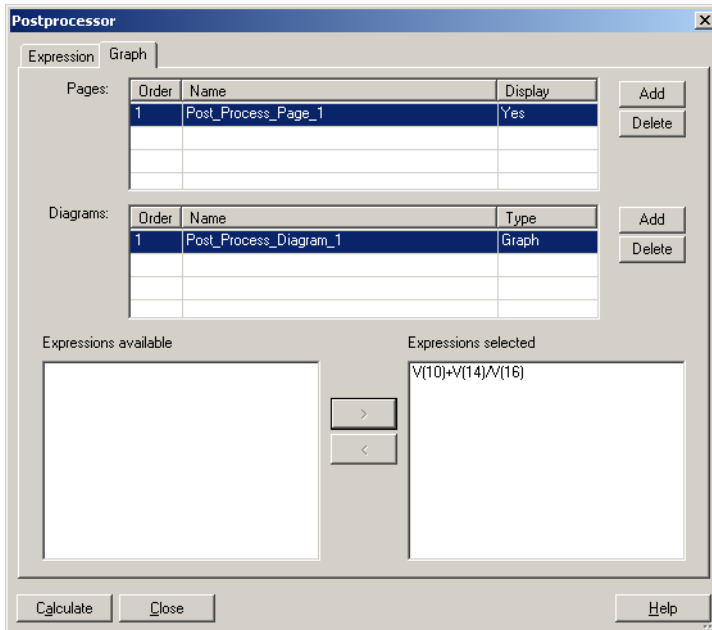 Postprocessor
Expression Graph
Pages: Order Name Display Add
1 Post_Process_Page_1 Yes Delete
Diagrams: Order Name Type Add
1 Post_Process_Diagram_1 Graph Delete
Expressions available Expressions selected
V(10)+V(14)/V(16)
>
<
Calculate Close Help